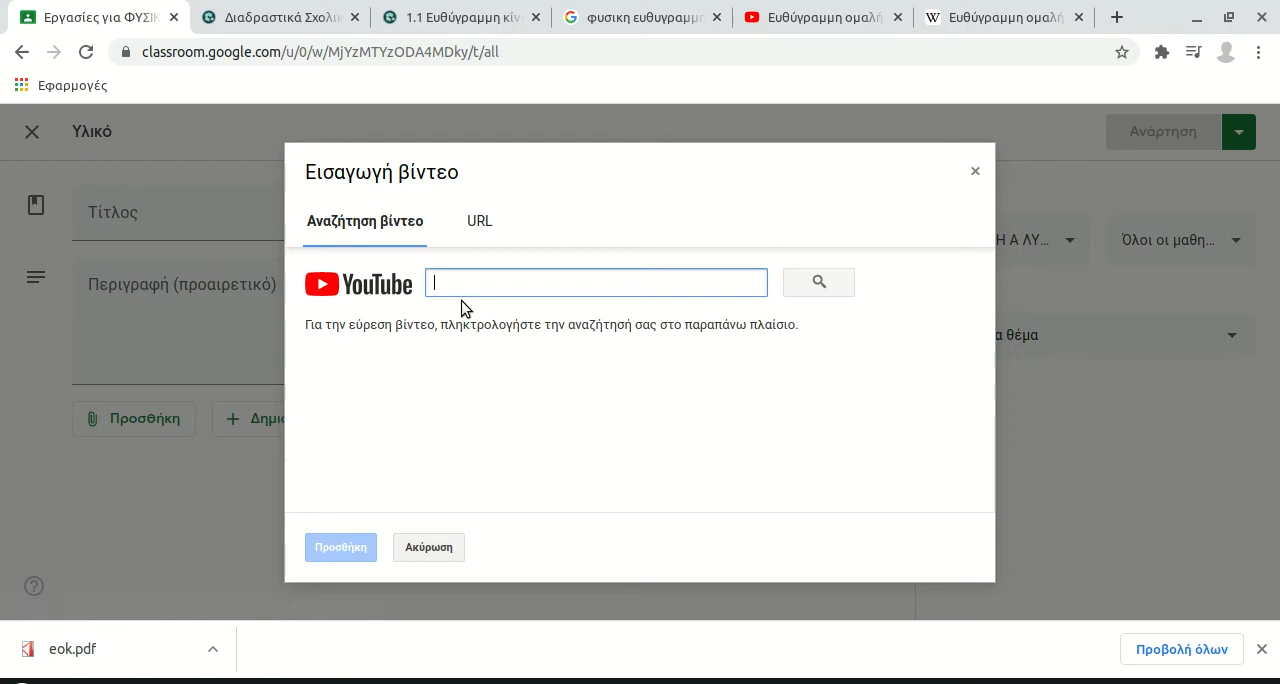 Εργασίες για ΦΥΣΙΚ
Διαδραστικά Σχολικ
1.1 Ευθύγραμμη κίν
φυσικη ευθυγραμμ
Ευθύγραμμη ομαλή
Ευθύγραμμη ομαλή
classroom.google.com/u/0/w/MjYzMTYzODA4MDky/t/all
Εφαρμογές
Υλικό
Ανάρτηση
Εισαγωγή βίντεο
Αναζήτηση βίντεο
URL
Τίτλος
Η Α ΛΥ...
Όλοι οι μαθη...
YouTube
Περιγραφή (προαιρετικό)
Για την εύρεση βίντεο, πληκτρολογήστε την αναζήτησή σας στο παραπάνω πλαίσιο.
α θέμα
Προσθήκη
+ Δημιο
Προσθήκη
Ακύρωση
eok.pdf
Προβολή όλων